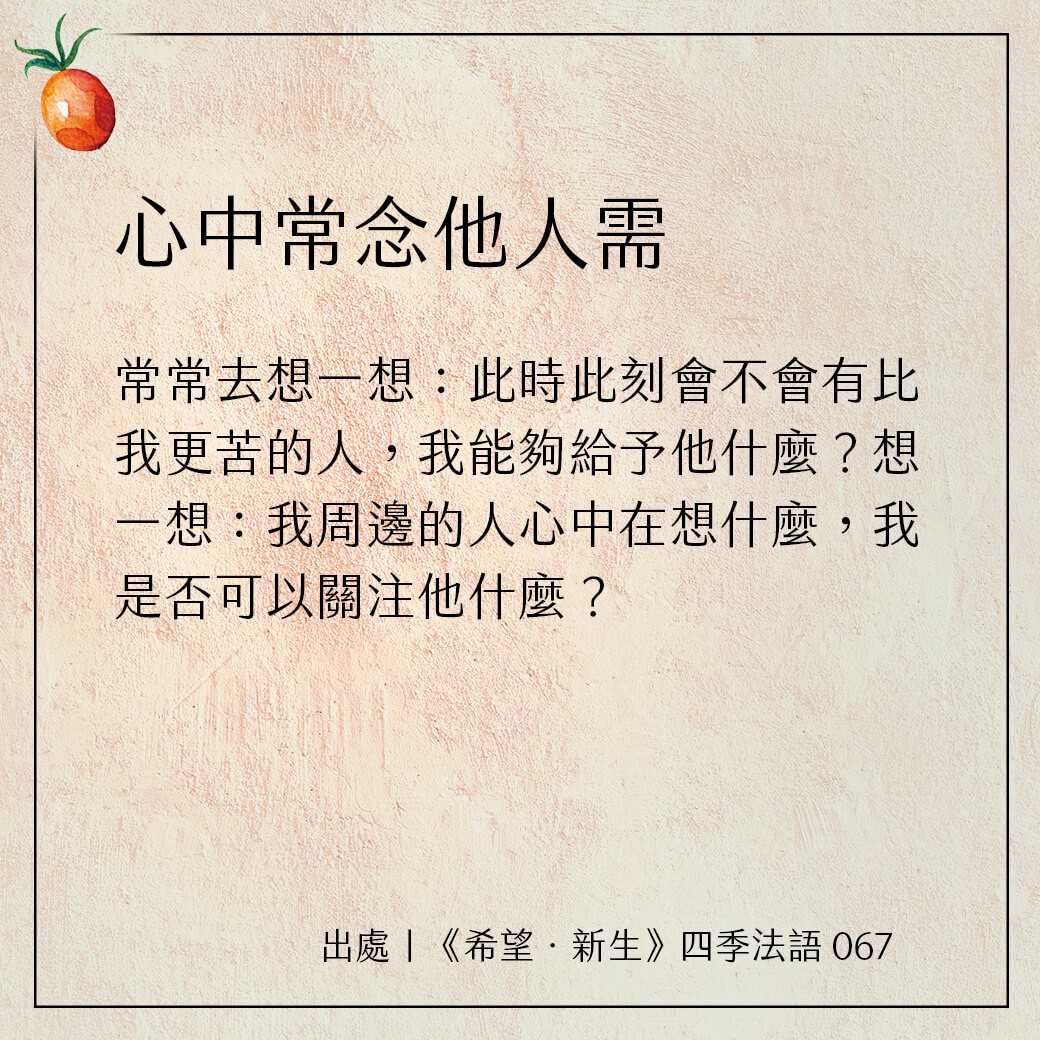 心中常念他人需
常常去想一想：此時此刻會不會有比
我更苦的人，我能夠給予他什麼？想
一想：我周邊的人心中在想什麼，我
是否可以關注他什麼？
出處｜《希望．新生》四季法語 067